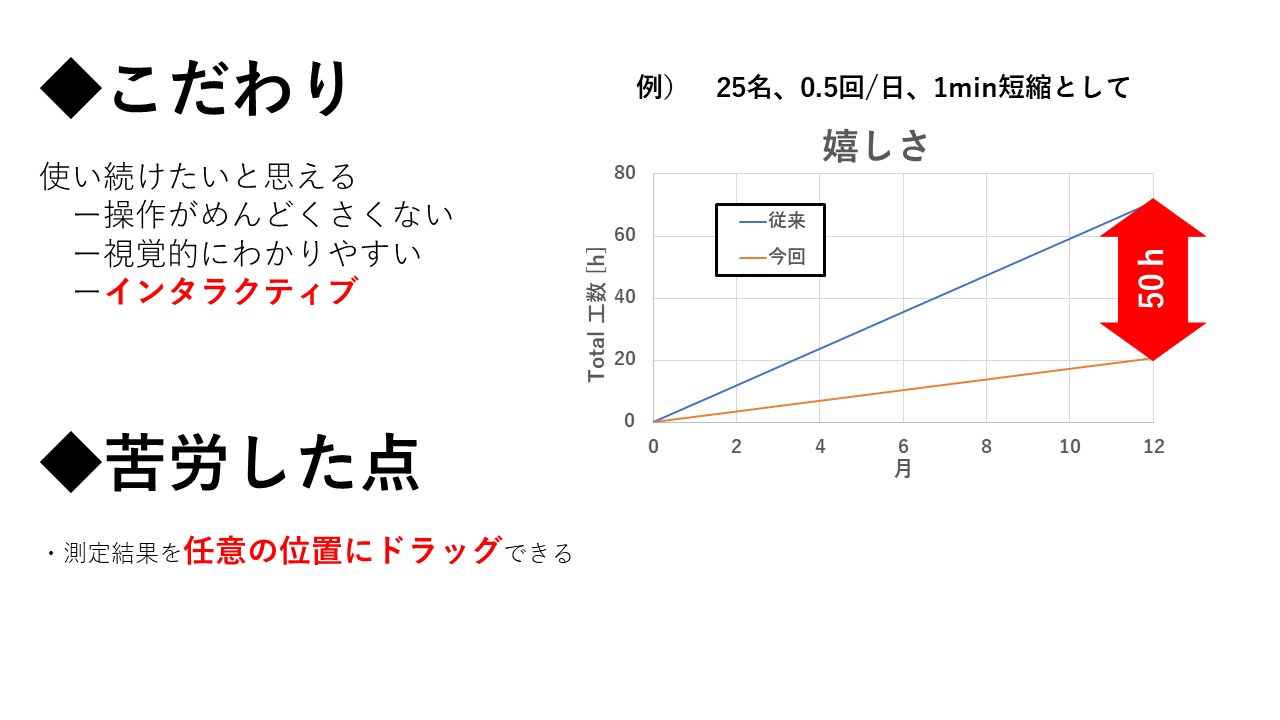 ◆こだわり
使い続けたいと思える
ー操作がめんどくさくない
ー視覚的にわかりやすい
ーインタラクティブ
◆苦労した点
・測定結果を任意の位置にドラッグできる
例）　25名、0.5回/日、1min短縮として
嬉しさ
80
60
40
20
0
Total 工数 [h]
従来
今回
50 h
0 2 4 6 8 10 12
月